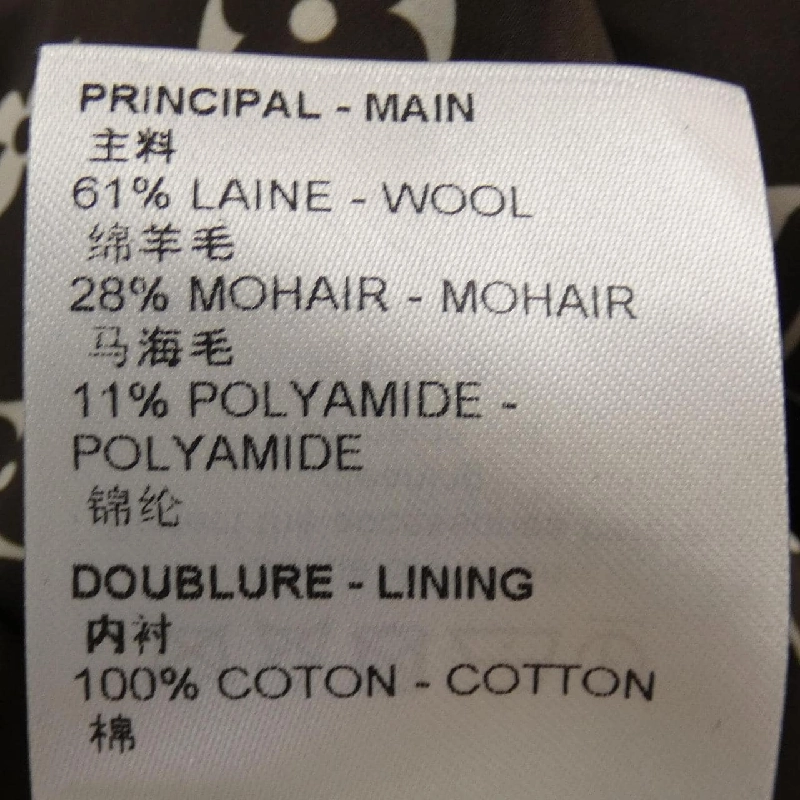 PRINCIPAL - MAIN
主料
61% LAINE - WOOL
绵羊毛
28% MOHAIR - MOHAIR
马海毛
11% POLYAMIDE -
POLYAMIDE
锦纶
DOUBLURE - LINING
内衬
100% COTON - COTTON
棉